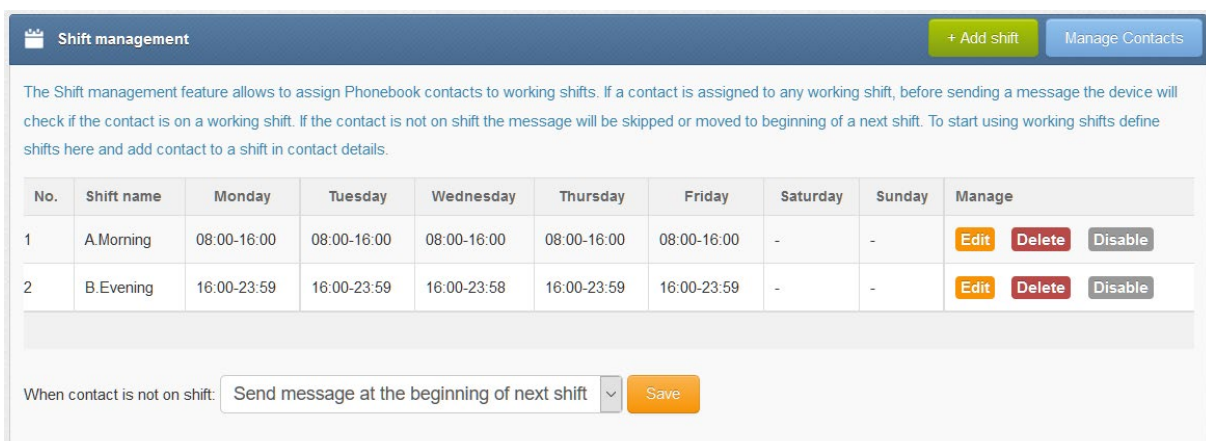 Shift management + Add shift Manage Contacts
The Shift management feature allows to assign Phonebook contacts to working shifts. If a contact is assigned to any working shift, before sending a message the device will
check if the contact is on a working shift. If the contact is not on shift the message will be skipped or moved to beginning of a next shift. To start using working shifts define
shifts here and add contact to a shift in contact details.
No. Shift name Monday Tuesday Wednesday Thursday Friday Saturday Sunday Manage
1 A.Morning 08:00-16:00 08:00-16:00 08:00-16:00 08:00-16:00 08:00-16:00 - - Edit Delete Disable
2 B.Evening 16:00-23:59 16:00-23:59 16:00-23:58 16:00-23:59 16:00-23:59 - - Edit Delete Disable
When contact is not on shift: Send message at the beginning of next shift Save